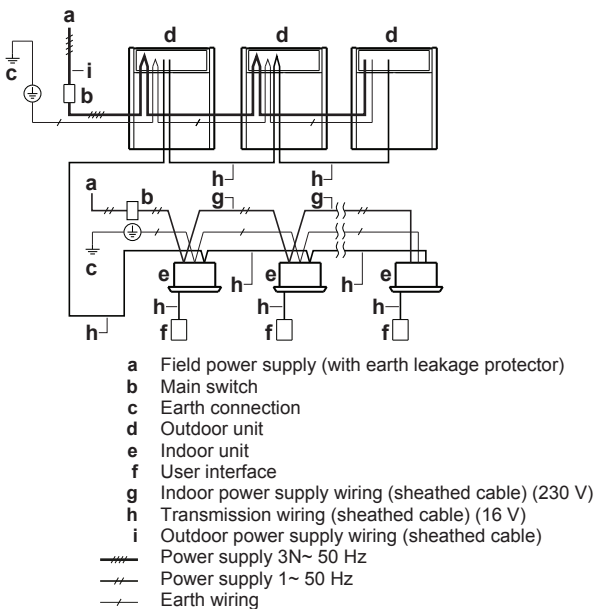 a
d d d
c
i
b
h h
a b g g
c e h e h e
h h h
h f f f
a Field power supply (with earth leakage protector)
b Main switch
c Earth connection
d Outdoor unit
e Indoor unit
f User interface
g Indoor power supply wiring (sheathed cable) (230 V)
h Transmission wiring (sheathed cable) (16 V)
i Outdoor power supply wiring (sheathed cable)
Power supply 3N~ 50 Hz
Power supply 1~ 50 Hz
Earth wiring